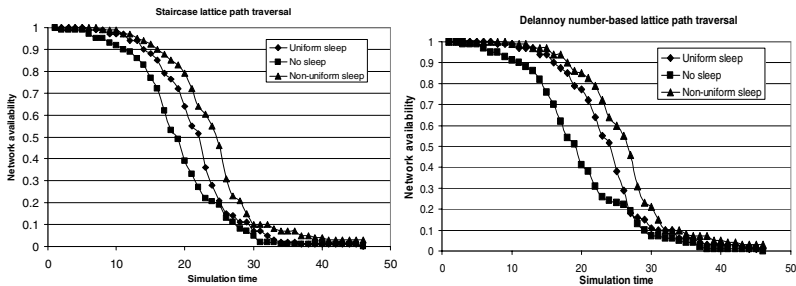 Staircase lattice path traversal
Network availability
1
0.9
0.8
0.7
0.6
0.5
0.4
0.3
0.2
0.1
0
Uniform sleep
No sleep
Non-uniform sleep
0
10
20
30
40
50
Simulation time
Delannoy number-based lattice path traversal
Network availability
1
0.9
0.8
0.7
0.6
0.5
0.4
0.3
0.2
0.1
0
Uniform sleep
No sleep
Non-uniform sleep
0
10
20
30
40
50
Simulation time